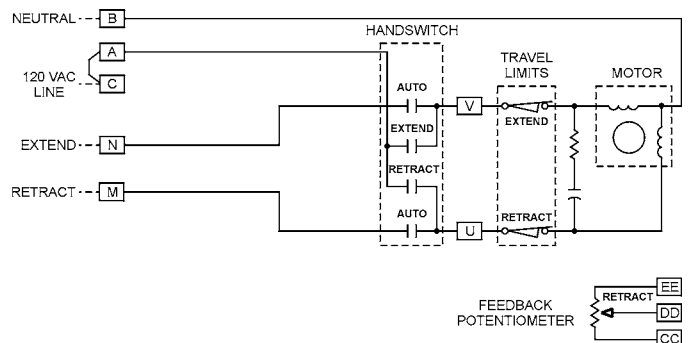 NEUTRAL
B
HANDSWITCH
A
120 VAC
LINE
C
TRAVEL
LIMITS
MOTOR
AUTO
V
EXTEND
EXTEND
EXTEND
N
RETRACT
RETRACT
M
AUTO
U
RETRACT
FEEDBACK
POTENTIOMETER
RETRACT
EE
DD
CC